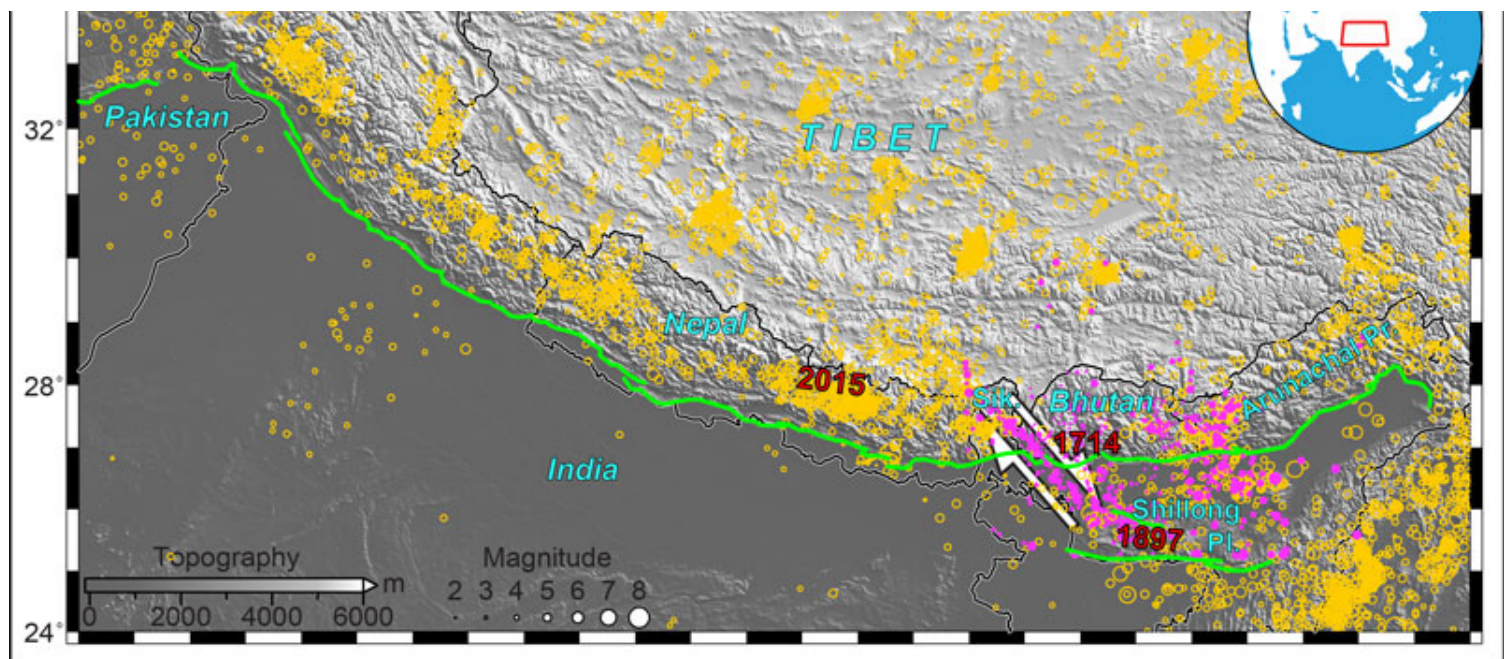 32°
Pakistan
TIBET
Nepal
28°
2015
Sik.
Bhutan
Arunachal Pr.
1714
India
Shillong
Pl.
1897
Topography
m
0 2000 4000 6000
Magnitude
2 3 4 5 6 7 8
24°